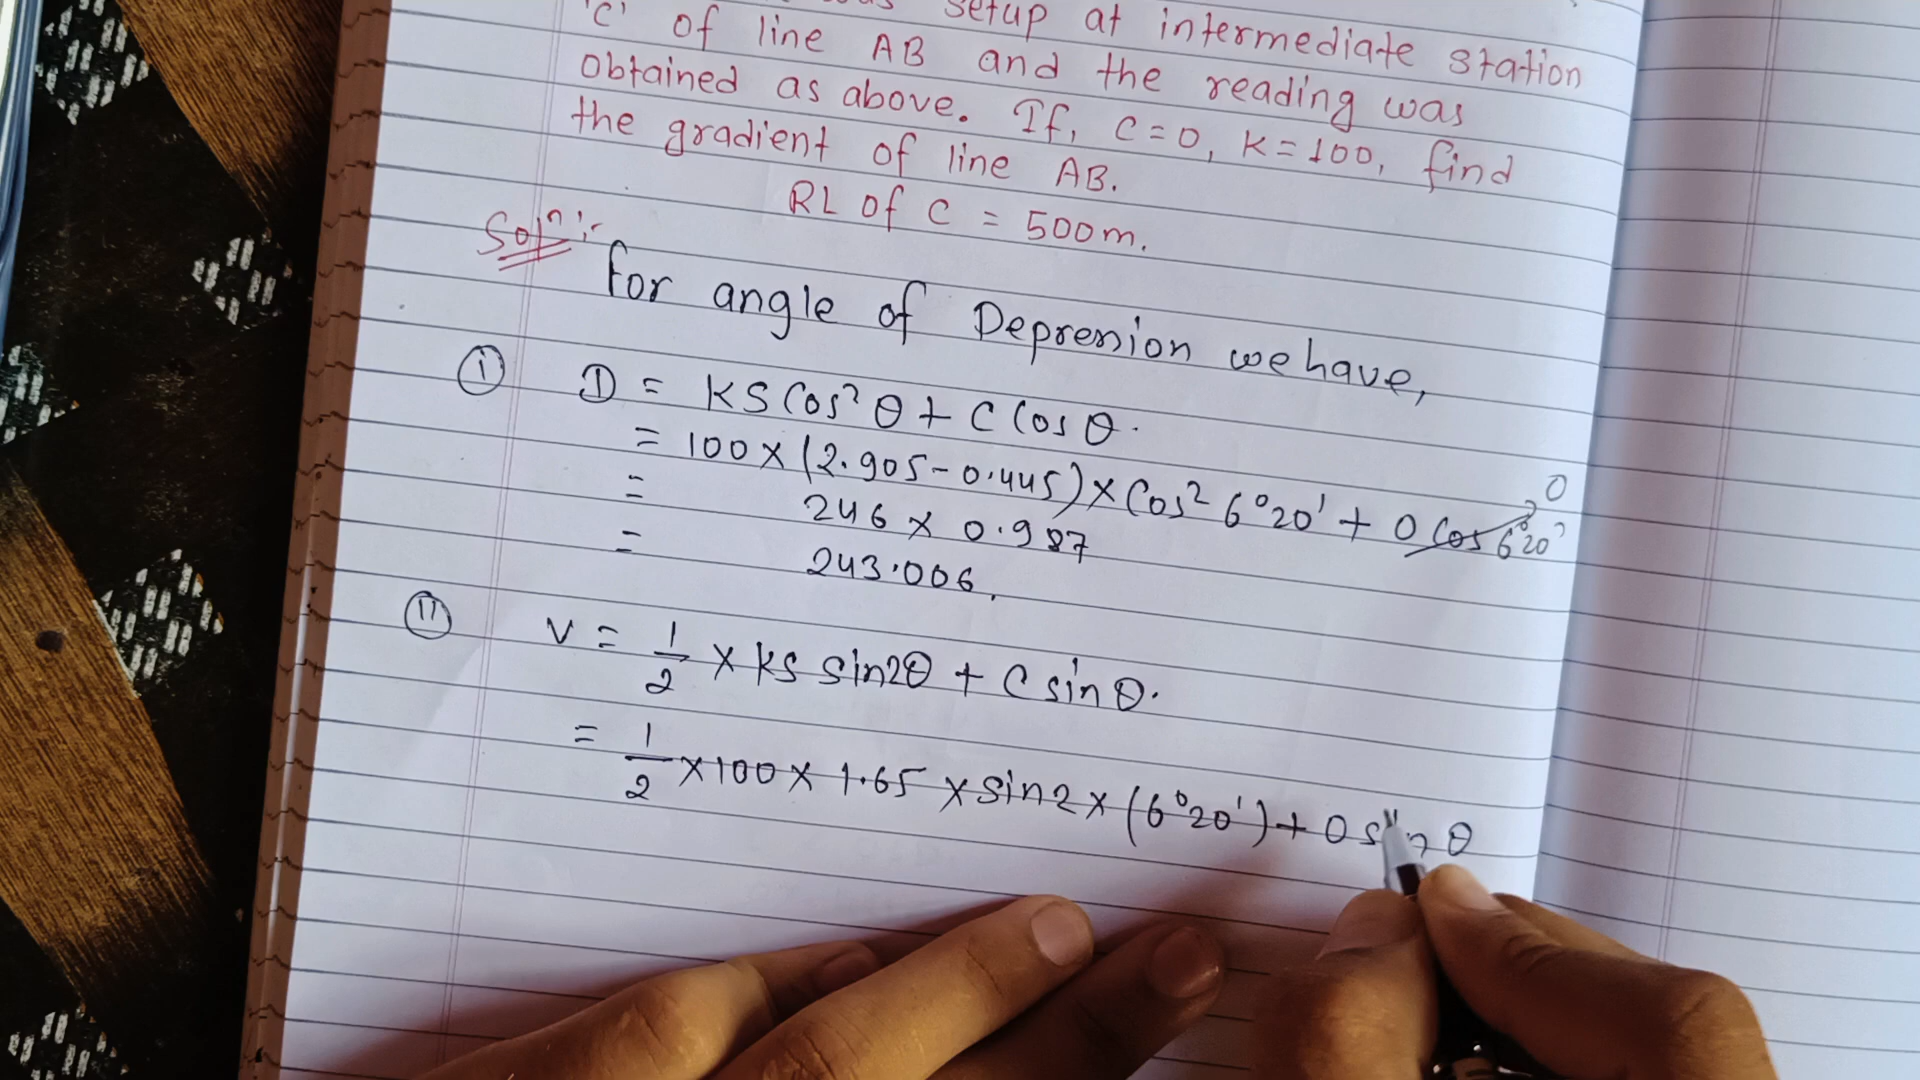 setup at intermediate station
'C' of line AB and the reading was
obtained as above. If, C=0, K=100, find
the gradient of line AB.
RL of C = 500m.
Solⁿ:-
For angle of Depression we have,
(i) D = KS Cos² θ + C Cos θ.
= 100 × (2.905-0.445) × Cos² 6°20' + 0 Cos 6°20' 0
= 246 × 0.987
= 243.006.
(ii) V = 1/2 × KS sin2θ + C sin θ.
= 1/2 × 100 × 1.65 × sin2 × (6°20') + 0 sin θ